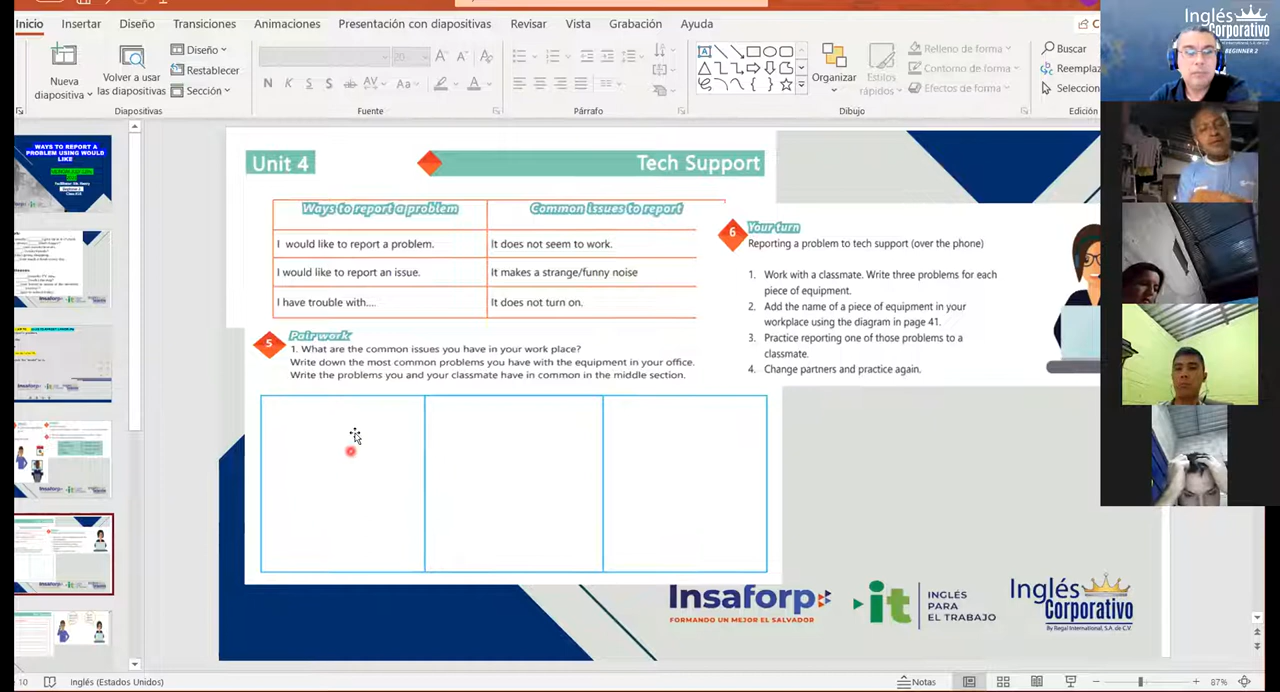 Inicio Insertar Diseño Transiciones Animaciones Presentación con diapositivas Revisar Vista Grabación Ayuda
Nueva diapositiva
Volver a usar las diapositivas
Diseño
Restablecer
Sección
Diapositivas
N K S S AV Aa A
Fuente
Párrafo
Organizar
Estilos rápidos
Relleno de forma
Contorno de forma
Efectos de forma
Dibujo
Buscar
Reemplaz
Seleccion
Edición
Inglés
Corporativo
BEGINNER 2
WAYS TO REPORT A
PROBLEM USING WOULD
LIKE
Unit 4
Tech Support
Ways to report a problem Common issues to report
I would like to report a problem. It does not seem to work.
I would like to report an issue. It makes a strange/funny noise
I have trouble with.... It does not turn on.
5 Pair work
1. What are the common issues you have in your work place?
Write down the most common problems you have with the equipment in your office.
Write the problems you and your classmate have in common in the middle section.
6 Your turn
Reporting a problem to tech support (over the phone)
1. Work with a classmate. Write three problems for each
piece of equipment.
2. Add the name of a piece of equipment in your
workplace using the diagram in page 41.
3. Practice reporting one of those problems to a
classmate.
4. Change partners and practice again.
Insaforp
FORMANDO UN MEJOR EL SALVADOR
it
INGLÉS
PARA
EL TRABAJO
Inglés
Corporativo
By Regal International, S.A. de C.V.
10 Inglés (Estados Unidos) Notas 87%